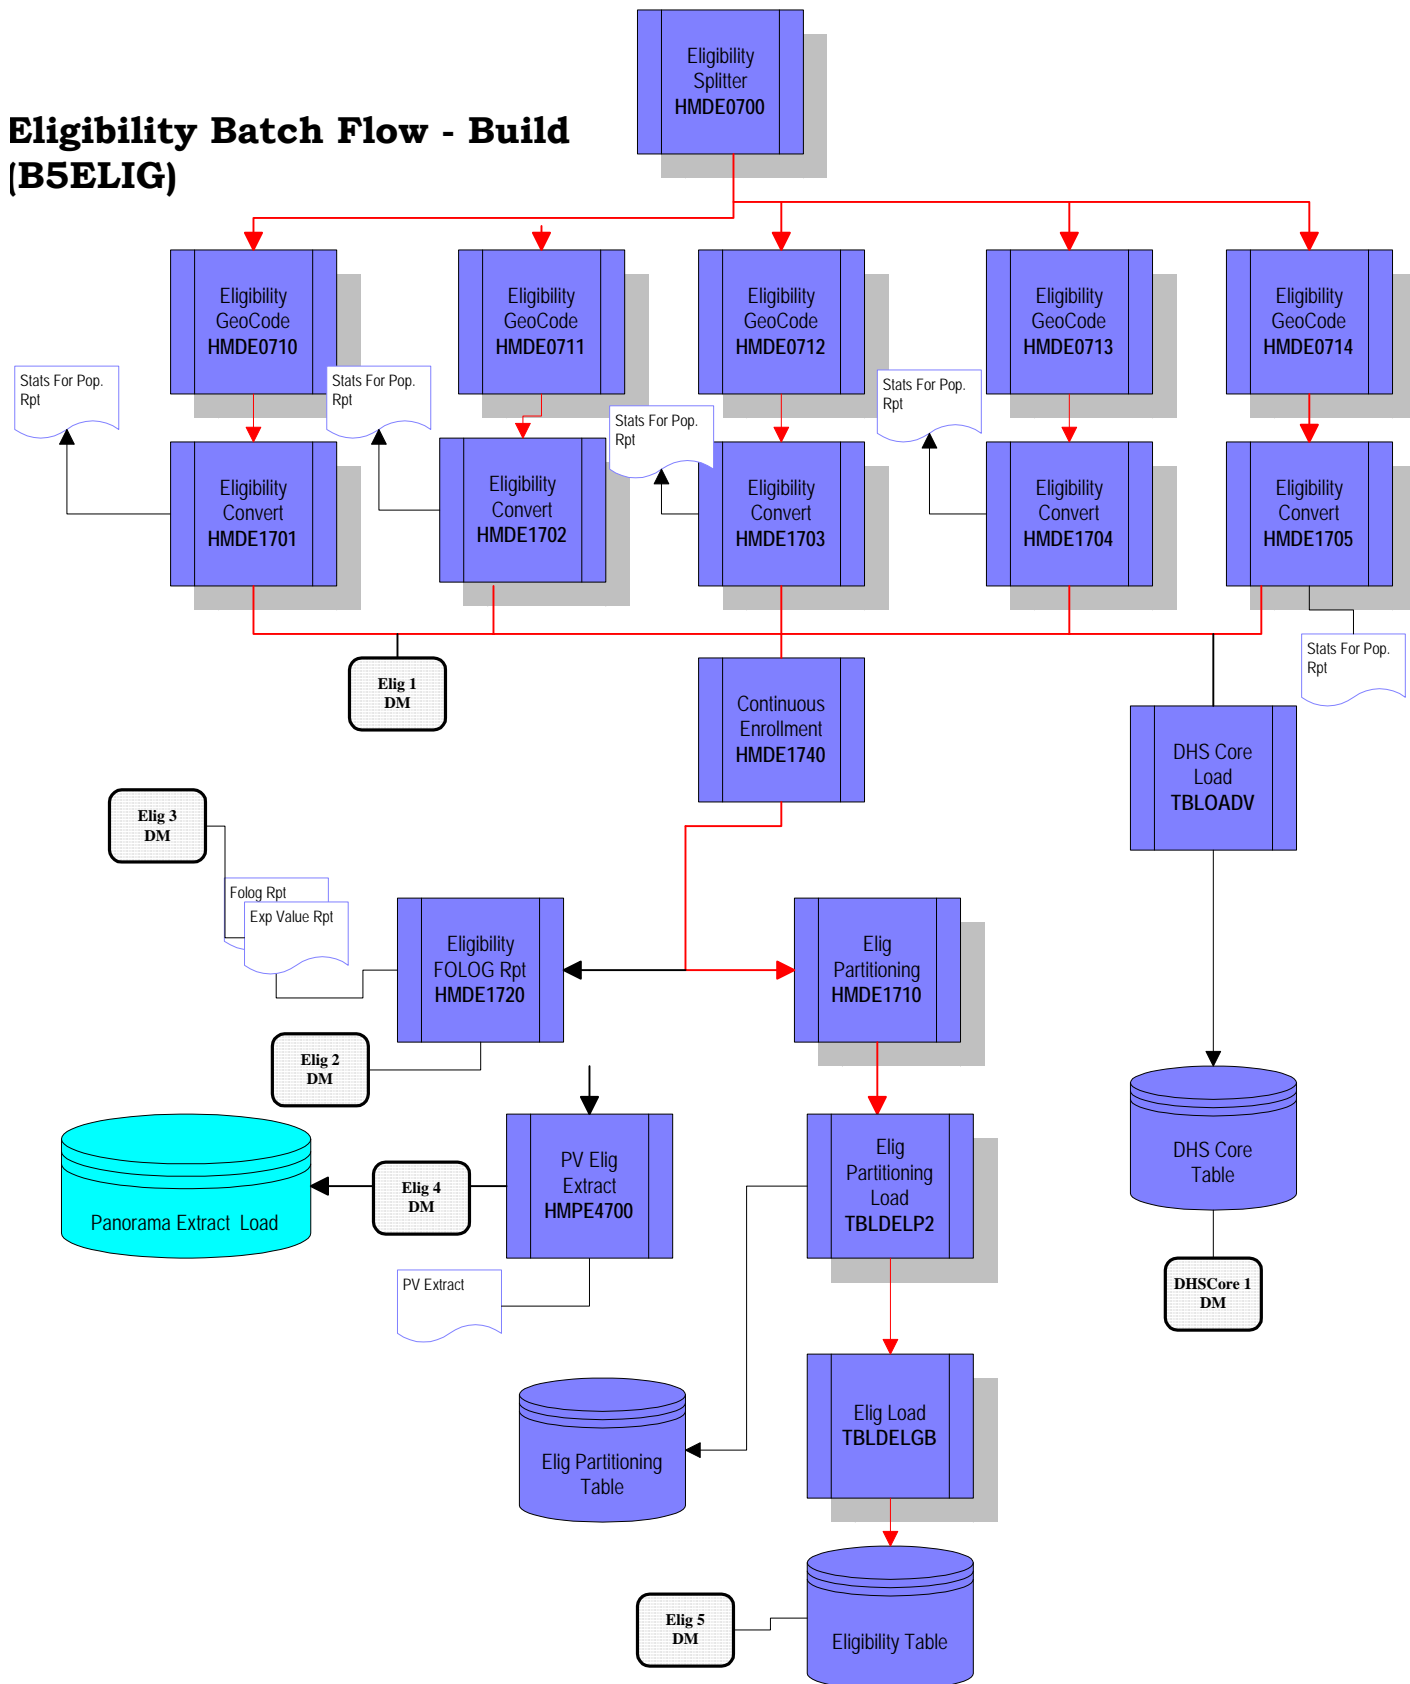 Eligibility
Splitter
HMDE0700
Eligibility Batch Flow - Build
(B5ELIG)
Eligibility
GeoCode
HMDE0710
Eligibility
GeoCode
HMDE0711
Eligibility
GeoCode
HMDE0712
Eligibility
GeoCode
HMDE0713
Eligibility
GeoCode
HMDE0714
Stats For Pop.
Rpt
Stats For Pop.
Rpt
Stats For Pop.
Rpt
Stats For Pop.
Rpt
Eligibility
Convert
HMDE1701
Eligibility
Convert
HMDE1702
Eligibility
Convert
HMDE1703
Eligibility
Convert
HMDE1704
Eligibility
Convert
HMDE1705
Stats For Pop.
Rpt
Elig 1
DM
Continuous
Enrollment
HMDE1740
DHS Core
Load
TBLOADV
Elig 3
DM
Folog Rpt
Exp Value Rpt
Eligibility
FOLOG Rpt
HMDE1720
Elig
Partitioning
HMDE1710
Elig 2
DM
Panorama Extract Load
Elig 4
DM
PV Elig
Extract
HMPE4700
Elig
Partitioning
Load
TBLDELP2
DHS Core
Table
PV Extract
DHSCore 1
DM
Elig Partitioning
Table
Elig Load
TBLDELGB
Elig 5
DM
Eligibility Table